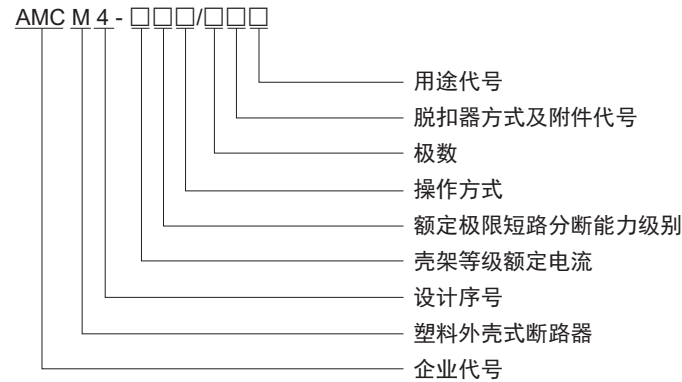 AMC M 4 - □□□/□□□
用途代号
脱扣器方式及附件代号
极数
操作方式
额定极限短路分断能力级别
壳架等级额定电流
设计序号
塑料外壳式断路器
企业代号